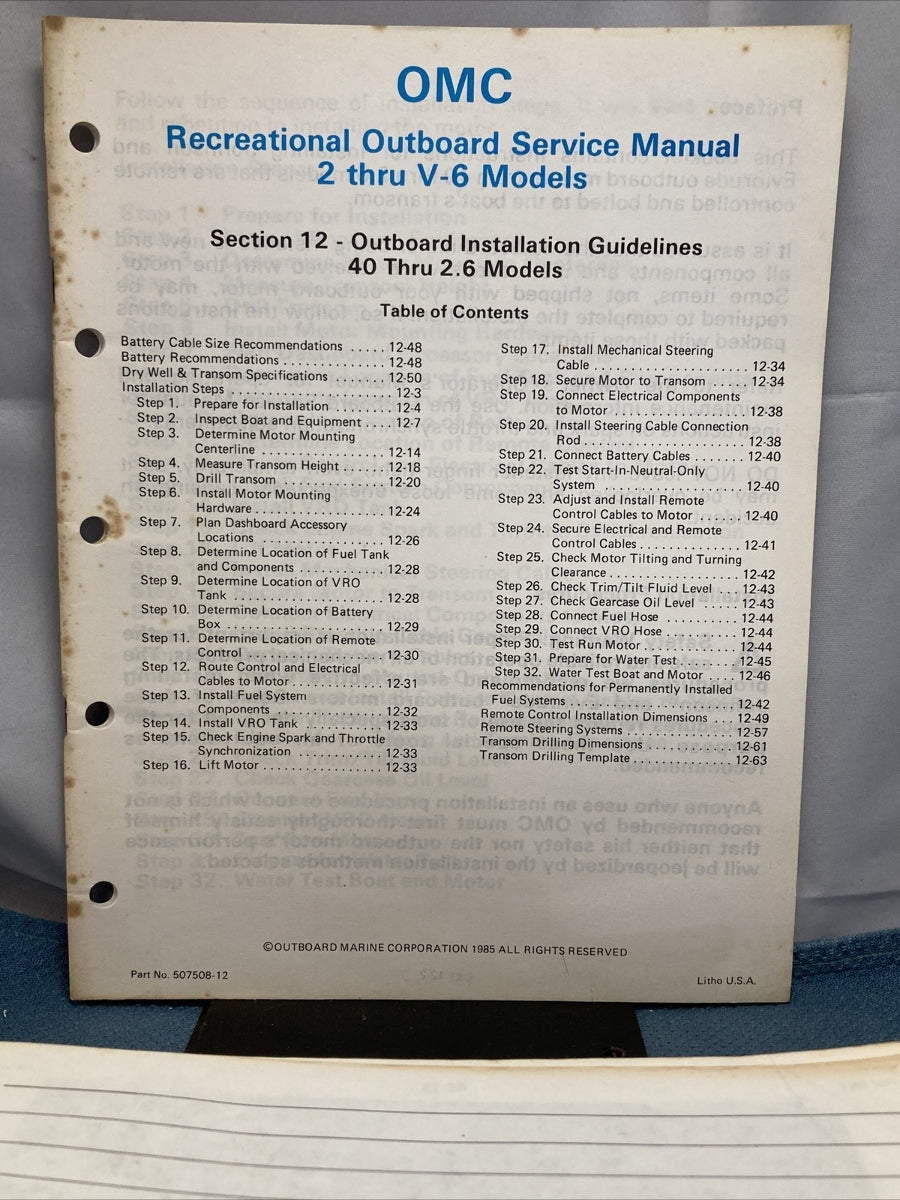 OMC
Recreational Outboard Service Manual
2 thru V-6 Models
Section 12 - Outboard Installation Guidelines
40 Thru 2.6 Models
Table of Contents
Battery Cable Size Recommendations ..... 12-48
Battery Recommendations .............. 12-48
Dry Well & Transom Specifications ....... 12-50
Installation Steps ...................... 12-3
Step 1. Prepare for Installation ........ 12-4
Step 2. Inspect Boat and Equipment .... 12-7
Step 3. Determine Motor Mounting
Centerline ................ 12-14
Step 4. Measure Transom Height ...... 12-18
Step 5. Drill Transom .............. 12-20
Step 6. Install Motor Mounting
Hardware ................. 12-24
Step 7. Plan Dashboard Accessory
Locations ................ 12-26
Step 8. Determine Location of Fuel Tank
and Components ........... 12-28
Step 9. Determine Location of VRO
Tank .................... 12-28
Step 10. Determine Location of Battery
Box ..................... 12-29
Step 11. Determine Location of Remote
Control .................. 12-30
Step 12. Route Control and Electrical
Cables to Motor ............ 12-31
Step 13. Install Fuel System
Components .............. 12-32
Step 14. Install VRO Tank ........... 12-33
Step 15. Check Engine Spark and Throttle
Synchronization ............ 12-33
Step 16. Lift Motor ................ 12-33
Step 17. Install Mechanical Steering
Cable ...................... 12-34
Step 18. Secure Motor to Transom ..... 12-34
Step 19. Connect Electrical Components
to Motor ................... 12-38
Step 20. Install Steering Cable Connection
Rod ....................... 12-38
Step 21. Connect Battery Cables ....... 12-40
Step 22. Test Start-In-Neutral-Only
System .................... 12-40
Step 23. Adjust and Install Remote
Control Cables to Motor ...... 12-40
Step 24. Secure Electrical and Remote
Control Cables .............. 12-41
Step 25. Check Motor Tilting and Turning
Clearance .................. 12-42
Step 26. Check Trim/Tilt Fluid Level ... 12-43
Step 27. Check Gearcase Oil Level ..... 12-43
Step 28. Connect Fuel Hose .......... 12-44
Step 29. Connect VRO Hose .......... 12-44
Step 30. Test Run Motor ............. 12-44
Step 31. Prepare for Water Test ........ 12-45
Step 32. Water Test Boat and Motor .... 12-46
Recommendations for Permanently Installed
Fuel Systems ....................... 12-42
Remote Control Installation Dimensions ... 12-49
Remote Steering Systems ............... 12-57
Transom Drilling Dimensions ............ 12-61
Transom Drilling Template .............. 12-63
©OUTBOARD MARINE CORPORATION 1985 ALL RIGHTS RESERVED
Part No. 507508-12
Litho U.S.A.